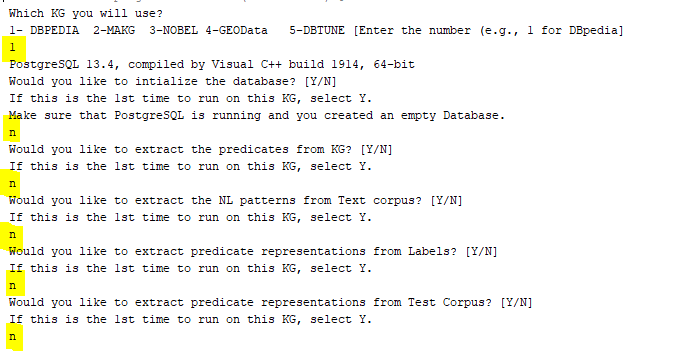 Which KG you will use?
1- DBPEDIA 2-MAKG 3-NOBEL 4-GEOData 5-DBTUNE [Enter the number (e.g., 1 for DBpedia]
1
PostgreSQL 13.4, compiled by Visual C++ build 1914, 64-bit
Would you like to intialize the database? [Y/N]
If this is the 1st time to run on this KG, select Y.
Make sure that PostgreSQL is running and you created an empty Database.
n
Would you like to extract the predicates from KG? [Y/N]
If this is the 1st time to run on this KG, select Y.
n
Would you like to extract the NL patterns from Text corpus? [Y/N]
If this is the 1st time to run on this KG, select Y.
n
Would you like to extract predicate representations from Labels? [Y/N]
If this is the 1st time to run on this KG, select Y.
n
Would you like to extract predicate representations from Test Corpus? [Y/N]
If this is the 1st time to run on this KG, select Y.
n